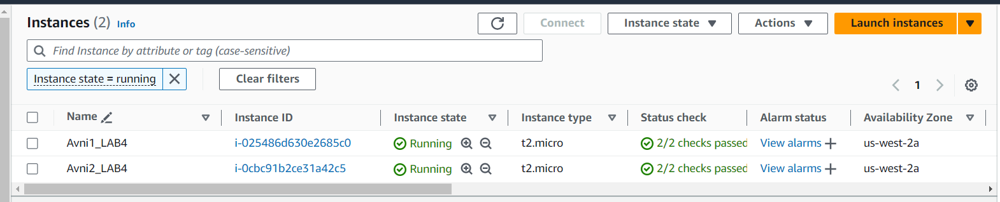 Instances (2) Info Connect Instance state Actions Launch instances
Find Instance by attribute or tag (case-sensitive)
Instance state = running Clear filters
1
Name Instance ID Instance state Instance type Status check Alarm status Availability Zone
Avni1_LAB4 i-025486d630e2685c0 Running t2.micro 2/2 checks passed View alarms us-west-2a
Avni2_LAB4 i-0cbc91b2ce31a42c5 Running t2.micro 2/2 checks passed View alarms us-west-2a